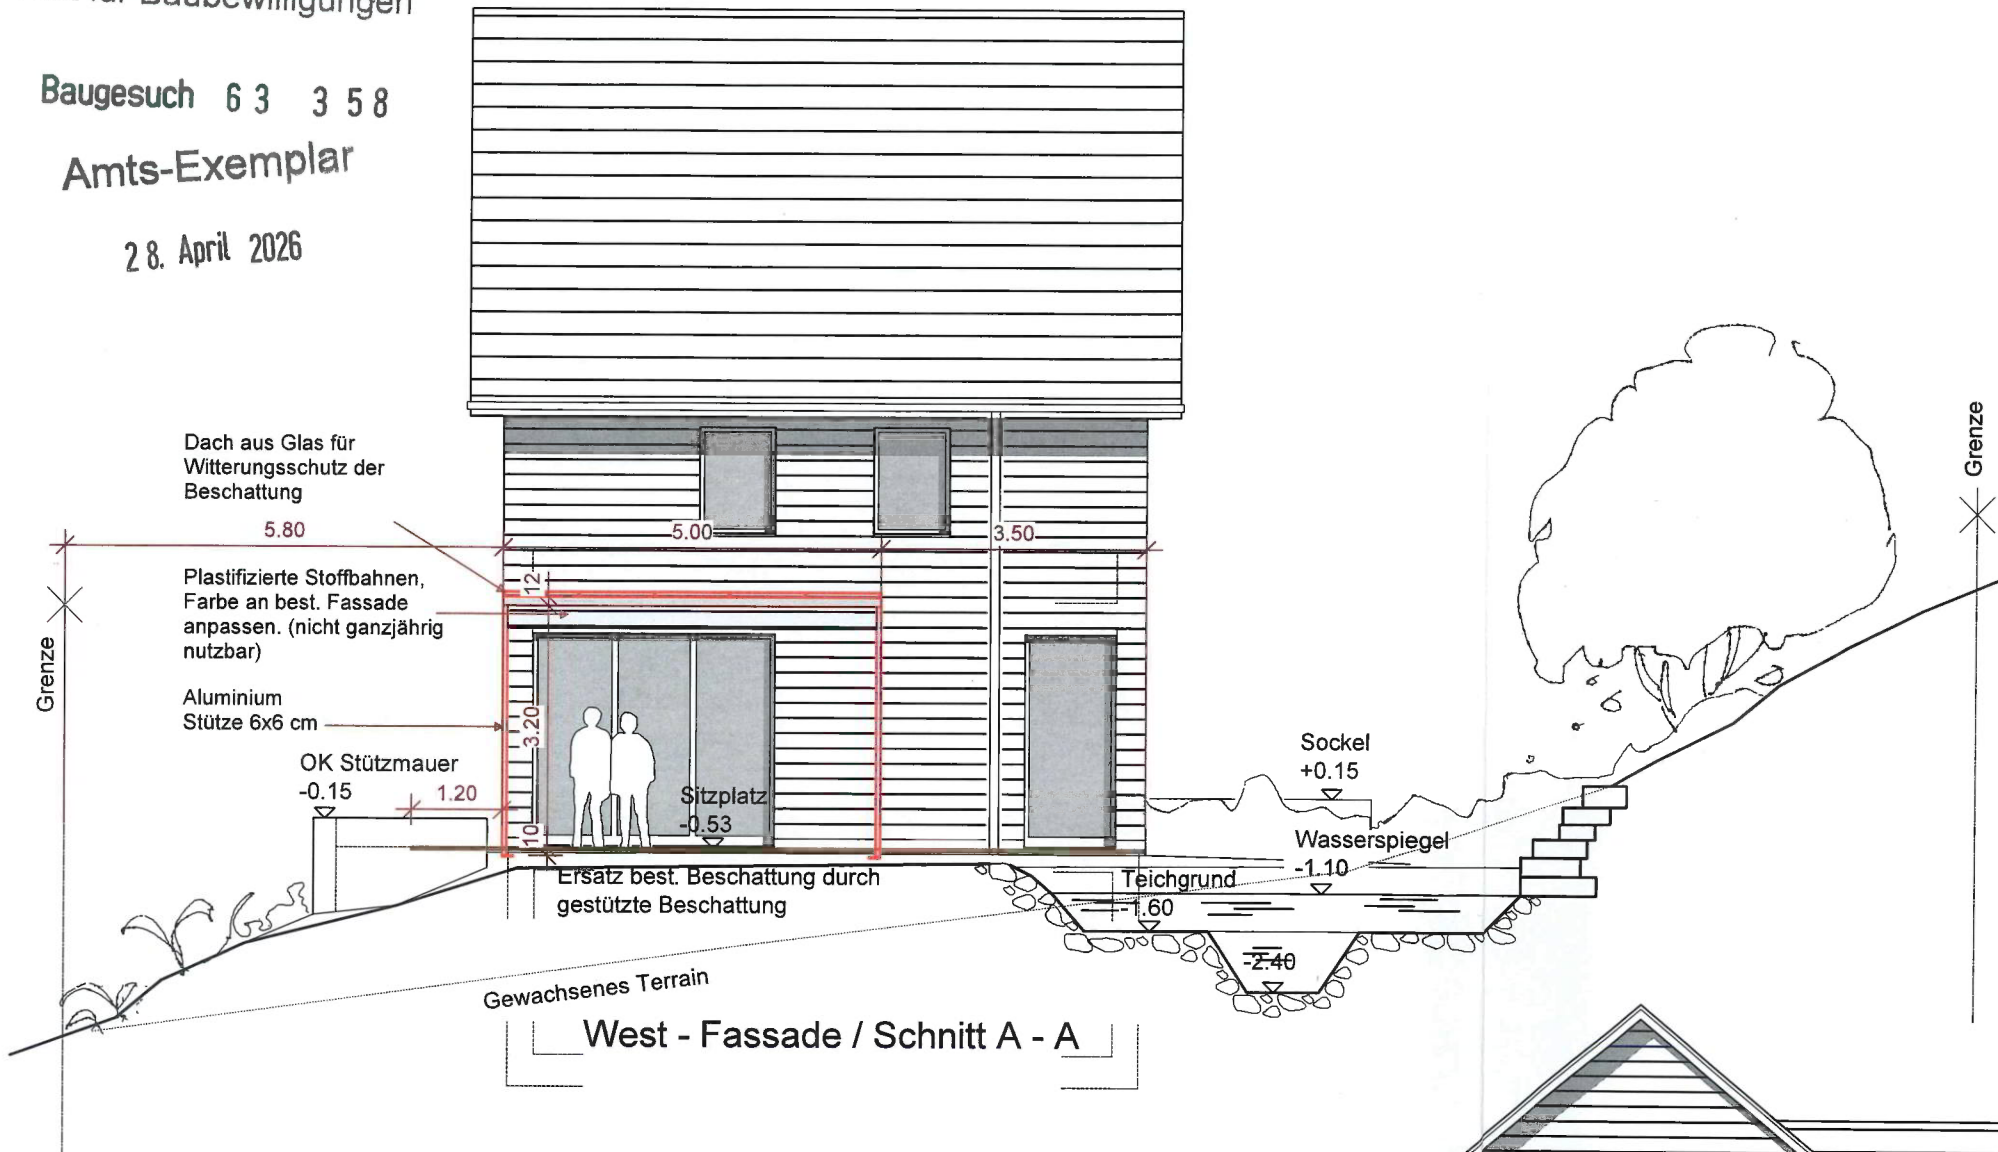 Baubewilligungen
Baugesuch 63 358
Amts-Exemplar
28. April 2026
Dach aus Glas für
Witterungsschutz der
Beschattung
5.80
5.00
3.50
12
Plastifizierte Stoffbahnen,
Farbe an best. Fassade
anpassen. (nicht ganzjährig
nutzbar)
Grenze
Grenze
Aluminium
Stütze 6x6 cm
3.20
OK Stützmauer
-0.15
1.20
10
Sitzplatz
-0.53
Sockel
+0.15
Wasserspiegel
-1.10
Teichgrund
-1.60
-2.40
Ersatz best. Beschattung durch
gestützte Beschattung
Gewachsenes Terrain
West - Fassade / Schnitt A - A